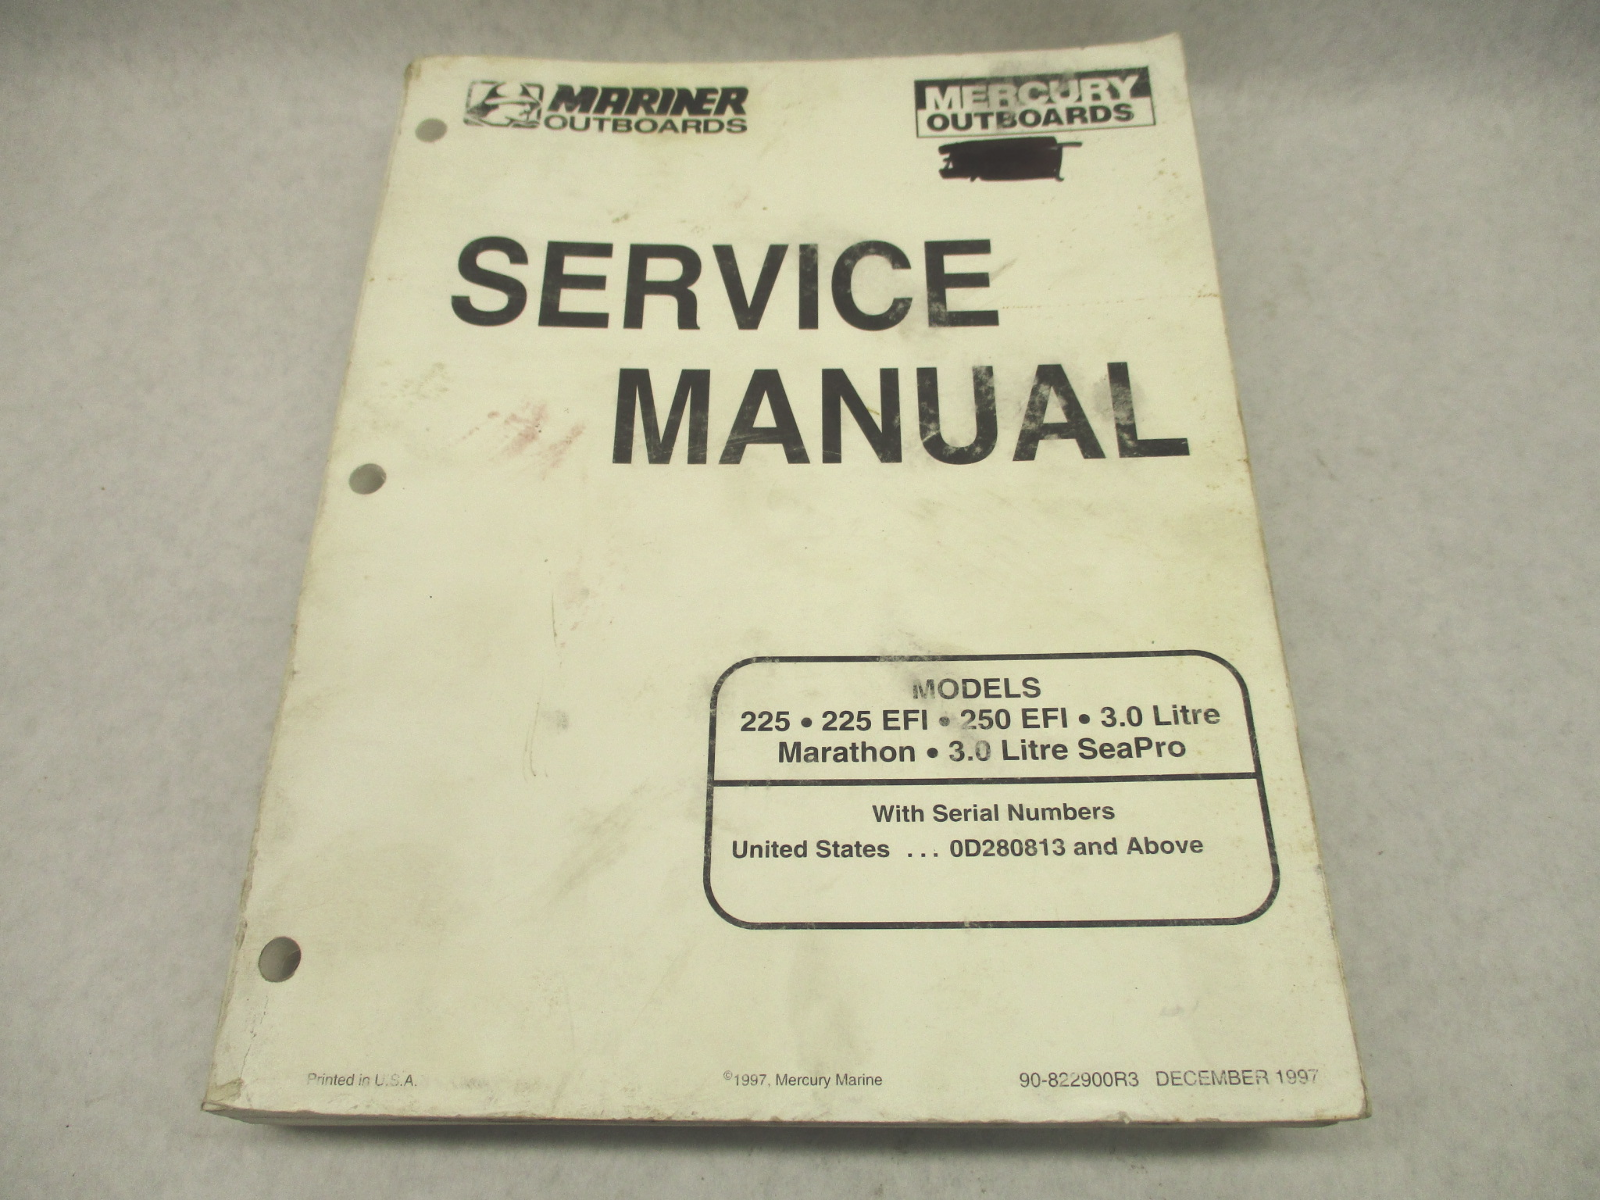 MARINER
OUTBOARDS
MERCURY
OUTBOARDS
SERVICE
MANUAL
MODELS
225 • 225 EFI • 250 EFI • 3.0 Litre
Marathon • 3.0 Litre SeaPro
With Serial Numbers
United States ... 0D280813 and Above
Printed in U.S.A.
©1997, Mercury Marine
90-822900R3 DECEMBER 1997